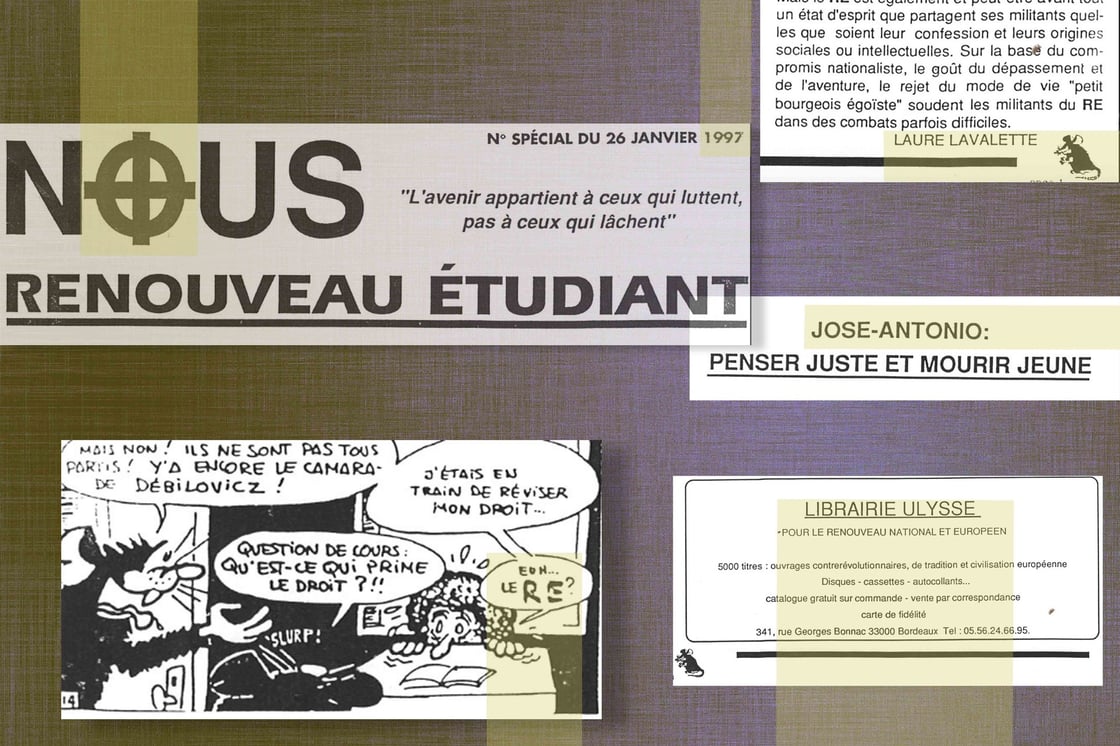 un état d'esprit que partagent ses militants quel-
les que soient leur confession et leurs origines
sociales ou intellectuelles. Sur la base du com-
promis nationaliste, le goût du dépassement et
de l'aventure, le rejet du mode de vie "petit
bourgeois égoïste" soudent les militants du RE
dans des combats parfois difficiles.
LAURE LAVALETTE
N° SPÉCIAL DU 26 JANVIER 1997
NOUS
"L'avenir appartient à ceux qui luttent,
pas à ceux qui lâchent"
RENOUVEAU ÉTUDIANT
JOSE-ANTONIO:
PENSER JUSTE ET MOURIR JEUNE
MAIS NON ! ILS NE SONT PAS TOUS
PARTIS ! Y'A ENCORE LE CAMARA-
DE DÉBILOVICZ !
J'ÉTAIS EN
TRAIN DE RÉVISER
MON DROIT...
QUESTION DE COURS :
QU'EST-CE QUI PRIME
LE DROIT ?!!
EUH...
LE RE?
SLURP!
14
LIBRAIRIE ULYSSE
POUR LE RENOUVEAU NATIONAL ET EUROPEEN
5000 titres : ouvrages contrerévolutionnaires, de tradition et civilisation européenne
Disques - cassettes - autocollants...
catalogue gratuit sur commande - vente par correspondance
carte de fidélité
341, rue Georges Bonnac 33000 Bordeaux Tel : 05.56.24.66.95.